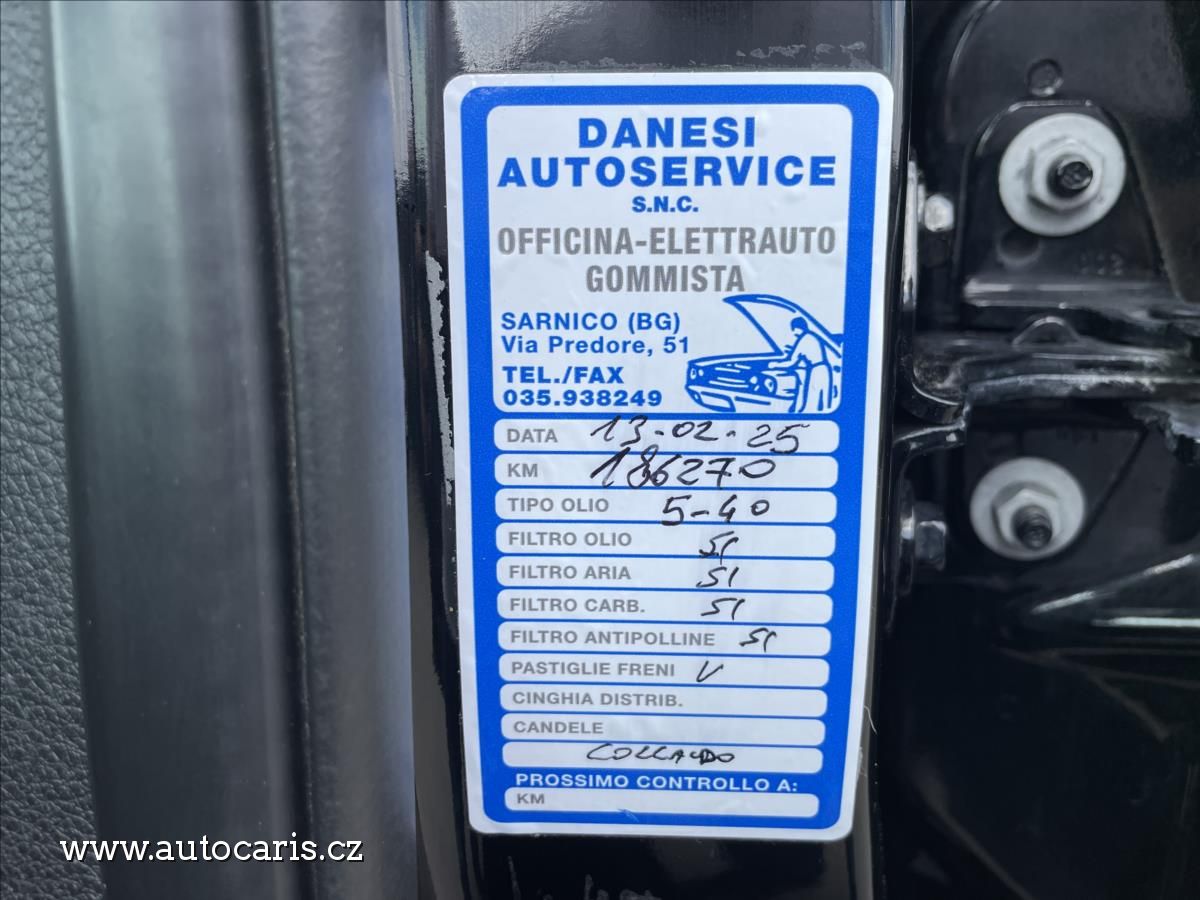 DANESI
AUTOSERVICE
S.N.C.
OFFICINA-ELETTRAUTO
GOMMISTA
SARNICO (BG)
Via Predore, 51
TEL./FAX
035.938249
DATA 13-02-25
KM 186270
TIPO OLIO 5-40
FILTRO OLIO SI
FILTRO ARIA SI
FILTRO CARB. SI
FILTRO ANTIPOLLINE SI
PASTIGLIE FRENI V
CINGHIA DISTRIB.
CANDELE
COLLAUDO
PROSSIMO CONTROLLO A:
KM
www.autocaris.cz